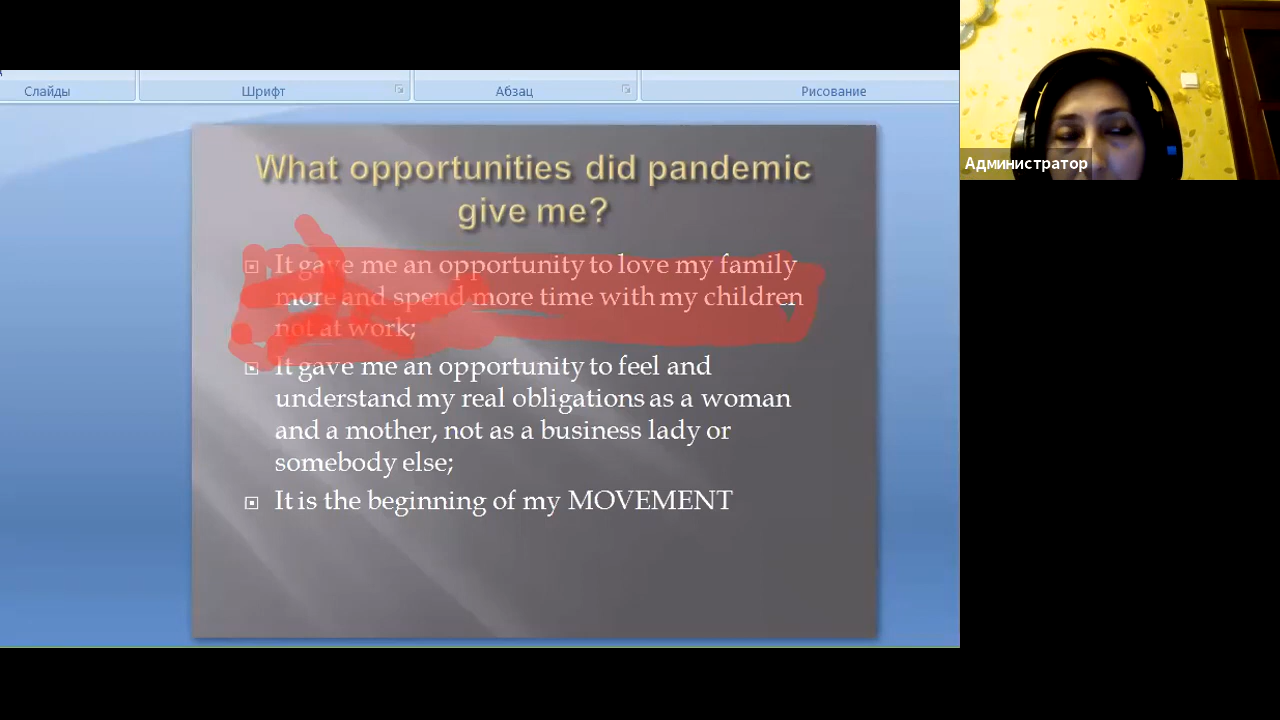 Слайды Шрифт Абзац Рисование
What opportunities did pandemic
give me?
It gave me an opportunity to love my family
more and spend more time with my children
not at work;
It gave me an opportunity to feel and
understand my real obligations as a woman
and a mother, not as a business lady or
somebody else;
It is the beginning of my MOVEMENT
Администратор